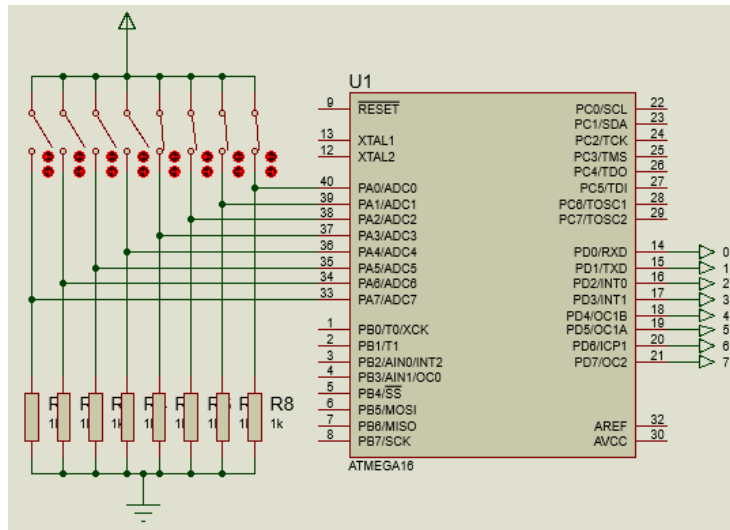 U1
9 RESET
13 XTAL1
12 XTAL2
40 PA0/ADC0
39 PA1/ADC1
38 PA2/ADC2
37 PA3/ADC3
36 PA4/ADC4
35 PA5/ADC5
34 PA6/ADC6
33 PA7/ADC7
1 PB0/T0/XCK
2 PB1/T1
3 PB2/AIN0/INT2
4 PB3/AIN1/OC0
5 PB4/SS
6 PB5/MOSI
7 PB6/MISO
8 PB7/SCK
PC0/SCL 22
PC1/SDA 23
PC2/TCK 24
PC3/TMS 25
PC4/TDO 26
PC5/TDI 27
PC6/TOSC1 28
PC7/TOSC2 29
PD0/RXD 14 0
PD1/TXD 15 1
PD2/INT0 16 2
PD3/INT1 17 3
PD4/OC1B 18 4
PD5/OC1A 19 5
PD6/ICP1 20 6
PD7/OC2 21 7
AREF 32
AVCC 30
ATMEGA16
R8
1k